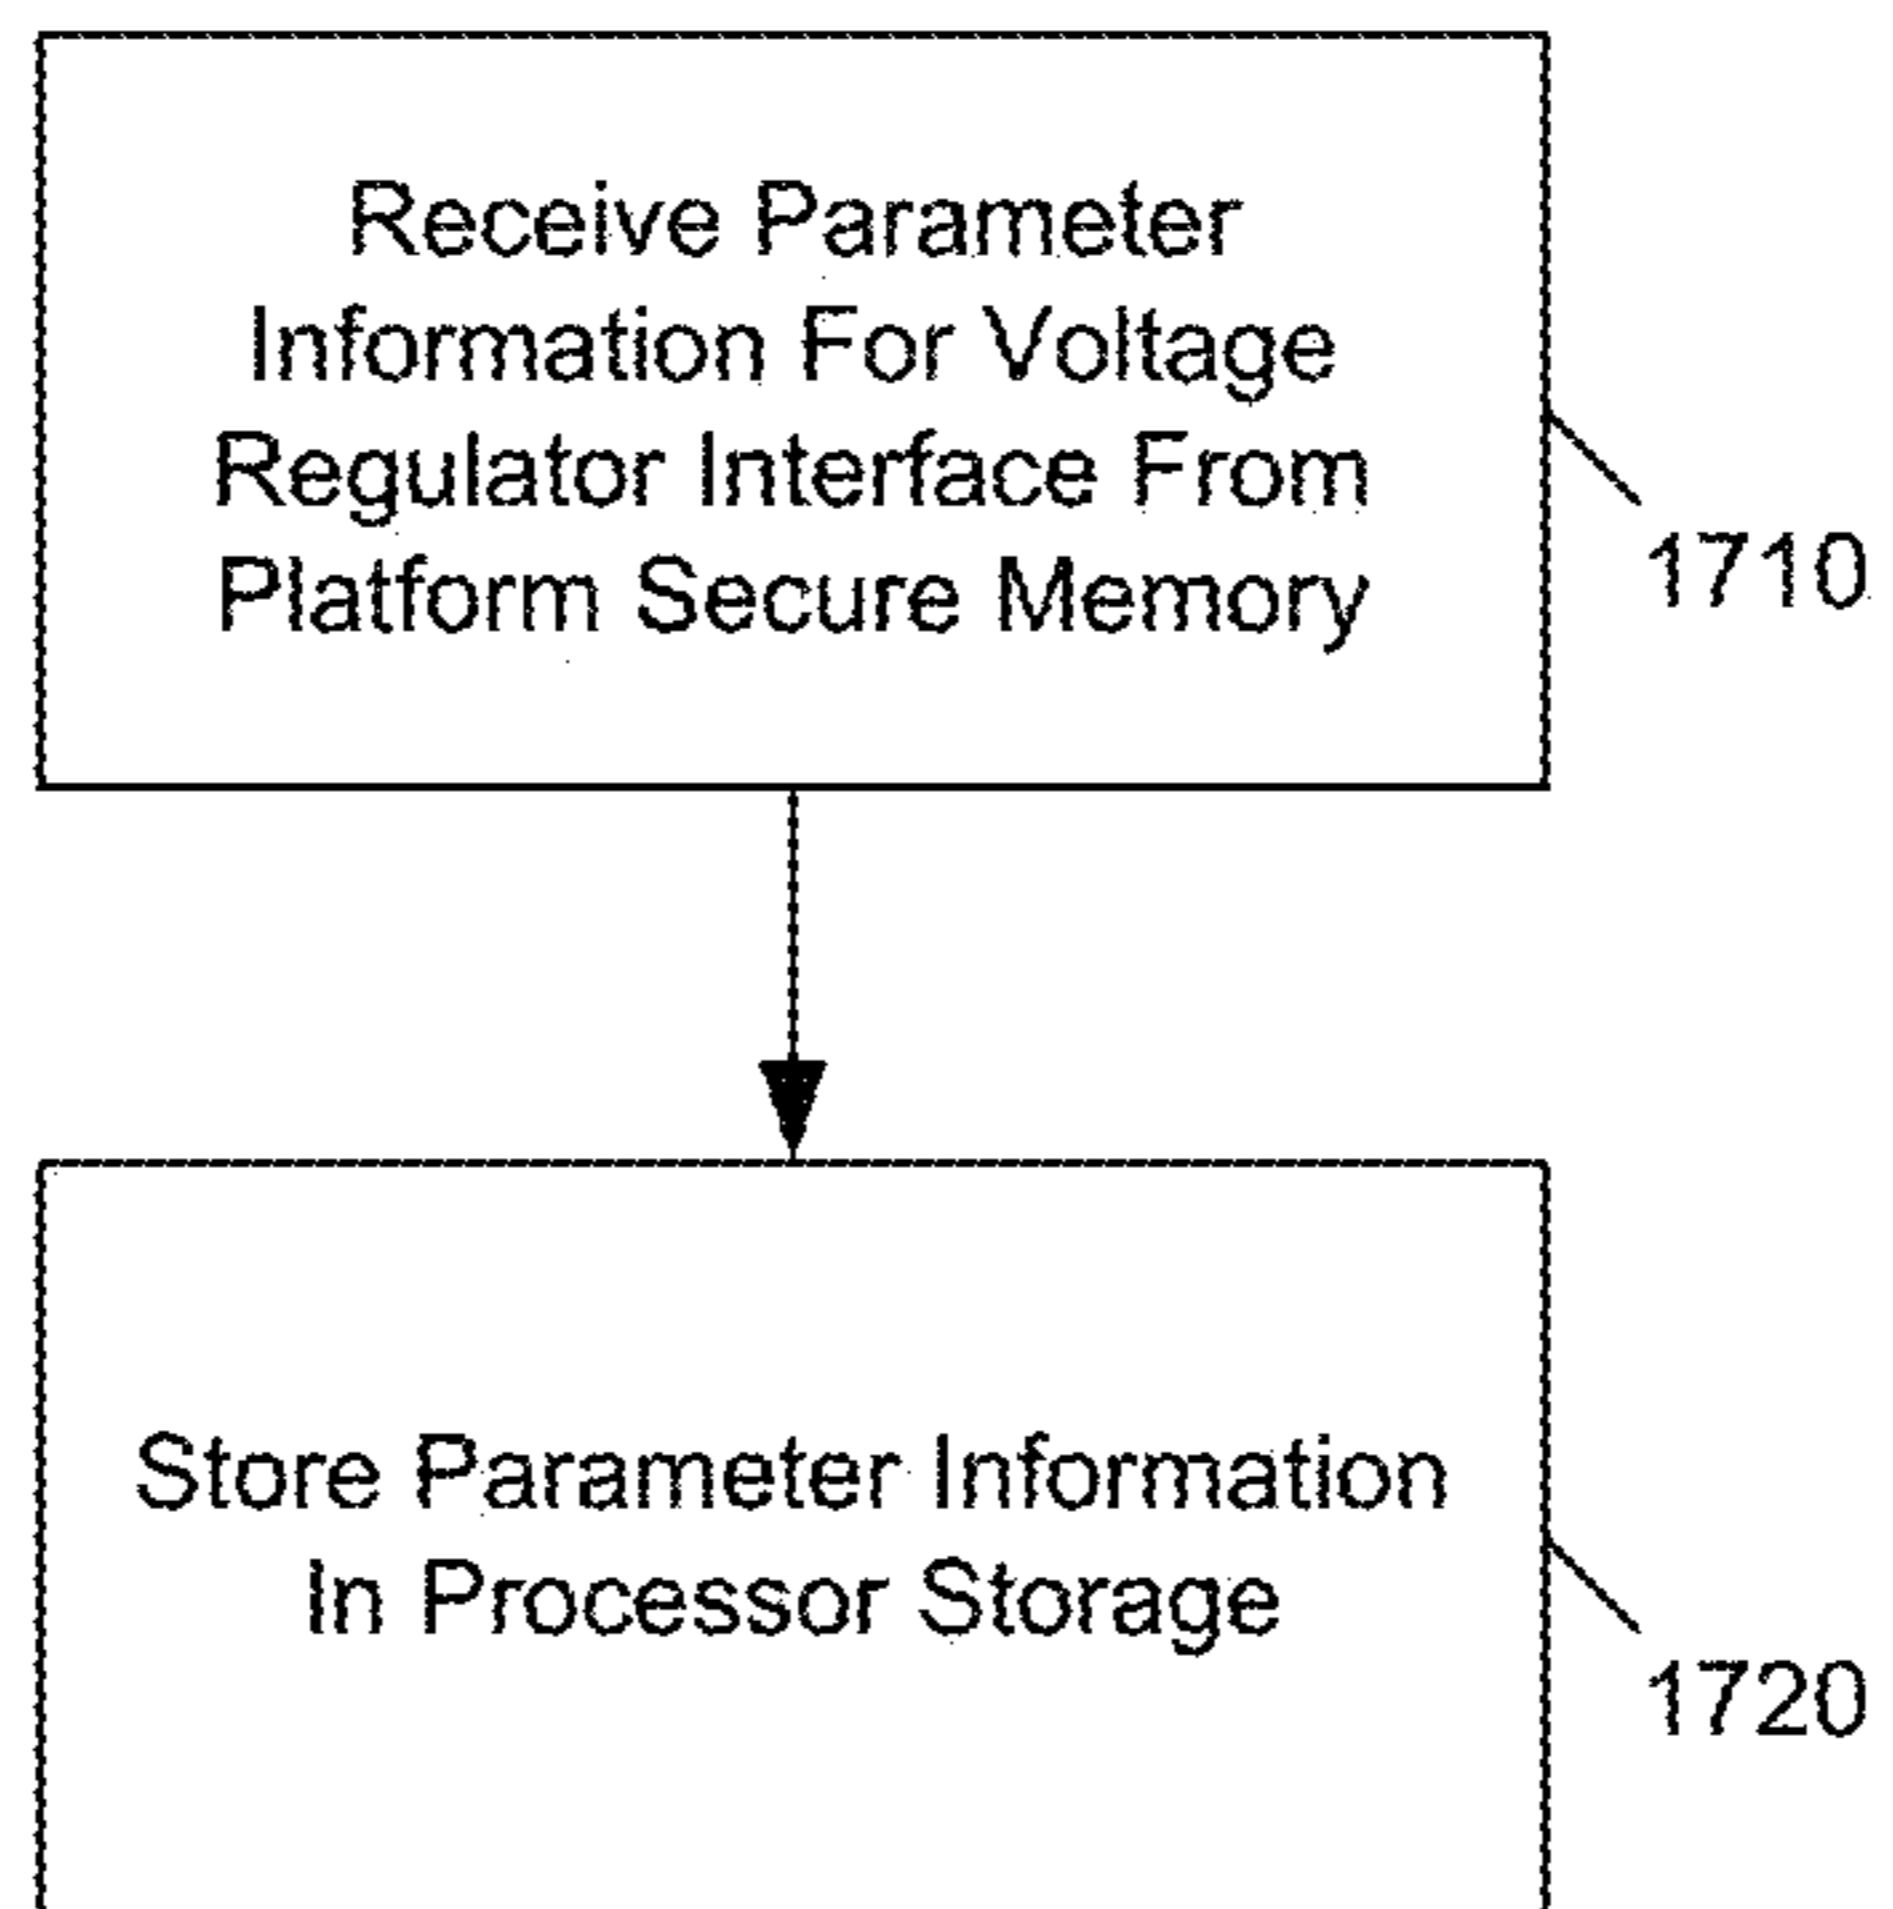 Receive Parameter
Information For Voltage
Regulator Interface From
Platform Secure Memory
1710
Store Parameter Information
In Processor Storage
1720